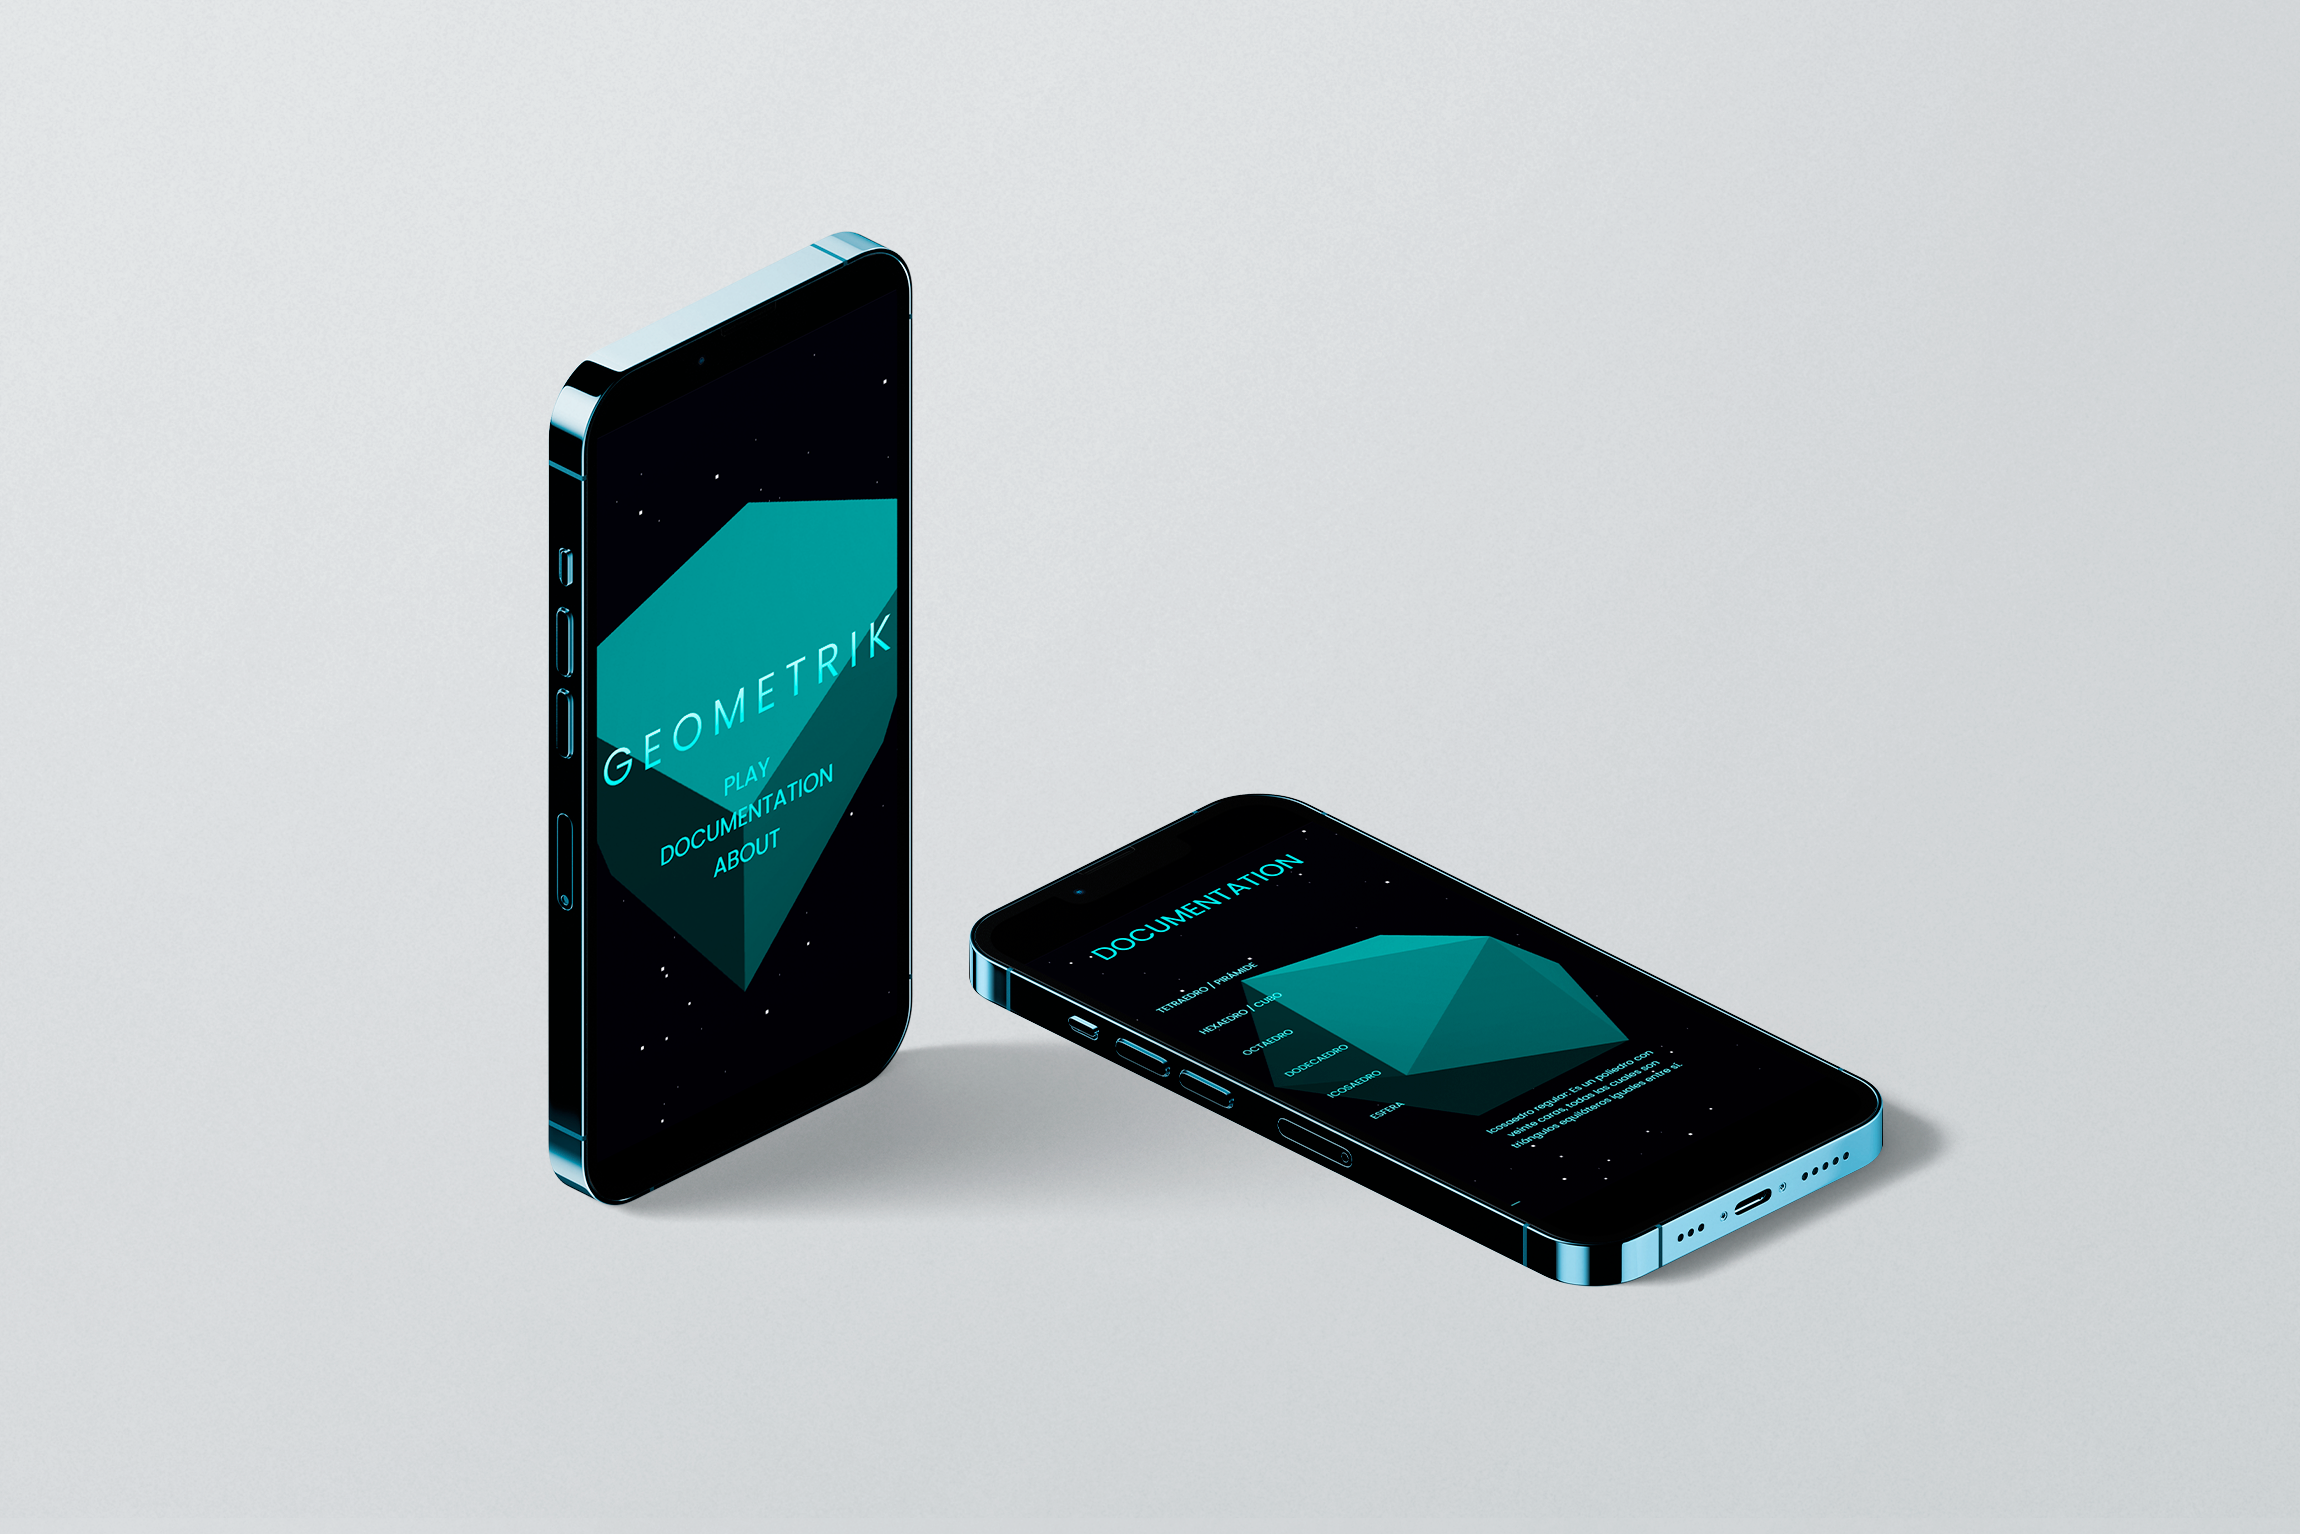 GEOMETRIK
PLAY
DOCUMENTATION
ABOUT
DOCUMENTATION
TETRAEDRO | PIRÁMIDE
HEXAEDRO | CUBO
OCTAEDRO
DODECAEDRO
ICOSAEDRO
ESFERA
Icosaedro regular: Es un poliedro con
veinte caras, todas las cuales son
triángulos equiláteros iguales entre sí.